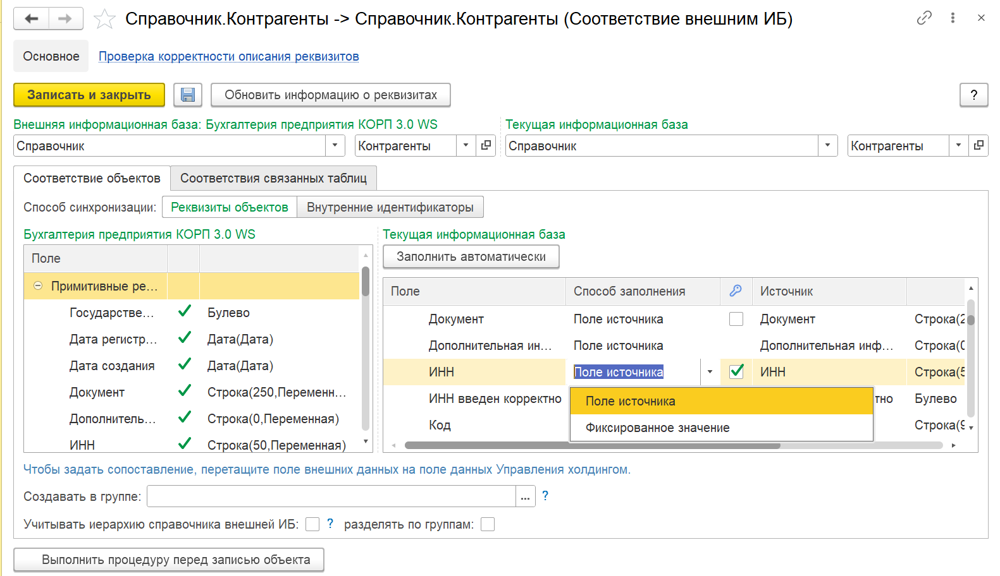 Справочник.Контрагенты -> Справочник.Контрагенты (Соответствие внешним ИБ)
Основное Проверка корректности описания реквизитов
Записать и закрыть Обновить информацию о реквизитах ?
Внешняя информационная база: Бухгалтерия предприятия КОРП 3.0 WS Текущая информационная база
Справочник Контрагенты Справочник Контрагенты
Соответствие объектов Соответствия связанных таблиц
Способ синхронизации: Реквизиты объектов Внутренние идентификаторы
Бухгалтерия предприятия КОРП 3.0 WS
Поле
Примитивные ре...
Государстве... Булево
Дата регистр... Дата(Дата)
Дата создания Дата(Дата)
Документ Строка(250,Переменн...
Дополнитель... Строка(0,Переменная)
ИНН Строка(50,Переменная)
Текущая информационная база
Заполнить автоматически
Поле Способ заполнения Источник
Документ Поле источника Документ Строка(2
Дополнительная ин... Поле источника Дополнительная инф... Строка(0
ИНН Поле источника ИНН Строка(5
ИНН введен корректно тно Булево
Код Строка(9
Поле источника
Фиксированное значение
Чтобы задать сопоставление, перетащите поле внешних данных на поле данных Управления холдингом.
Создавать в группе: ... ?
Учитывать иерархию справочника внешней ИБ: ? разделять по группам:
Выполнить процедуру перед записью объекта